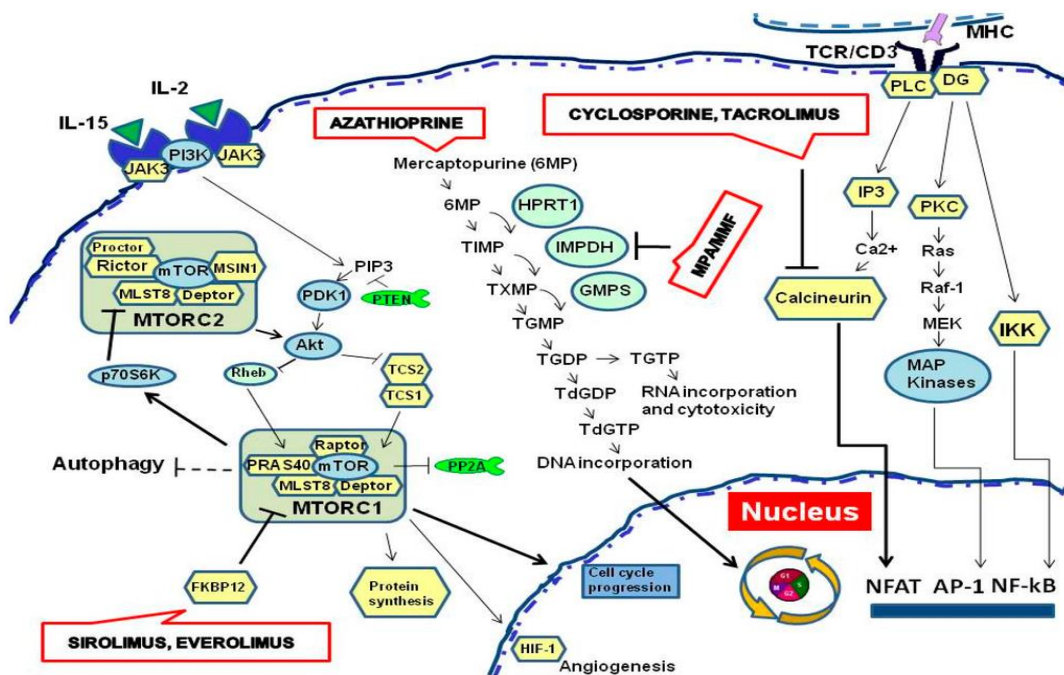 MHC
TCR/CD3
PLC
DG
IL-2
IL-15
JAK3
PI3K
JAK3
AZATHIOPRINE
CYCLOSPORINE, TACROLIMUS
Mercaptopurine (6MP)
6MP
HPRT1
TIMP
IMPDH
MPA/MMF
TXMP
GMPS
TGMP
TGDP
TGTP
TdGDP
RNA incorporation
and cytotoxicity
TdGTP
DNA incorporation
IP3
PKC
Ca2+
Ras
Calcineurin
Raf-1
MEK
IKK
MAP
Kinases
Proctor
Rictor
mTOR
MSIN1
MLST8
Deptor
MTORC2
PIP3
PDK1
PTEN
Akt
p70S6K
Rheb
TCS2
TCS1
Autophagy
Raptor
PRAS40
mTOR
PP2A
MLST8
Deptor
MTORC1
FKBP12
Protein
synthesis
SIROLIMUS, EVEROLIMUS
Cell cycle
progression
HIF-1
Angiogenesis
Nucleus
G1
M
S
G2
NFAT
AP-1
NF-kB